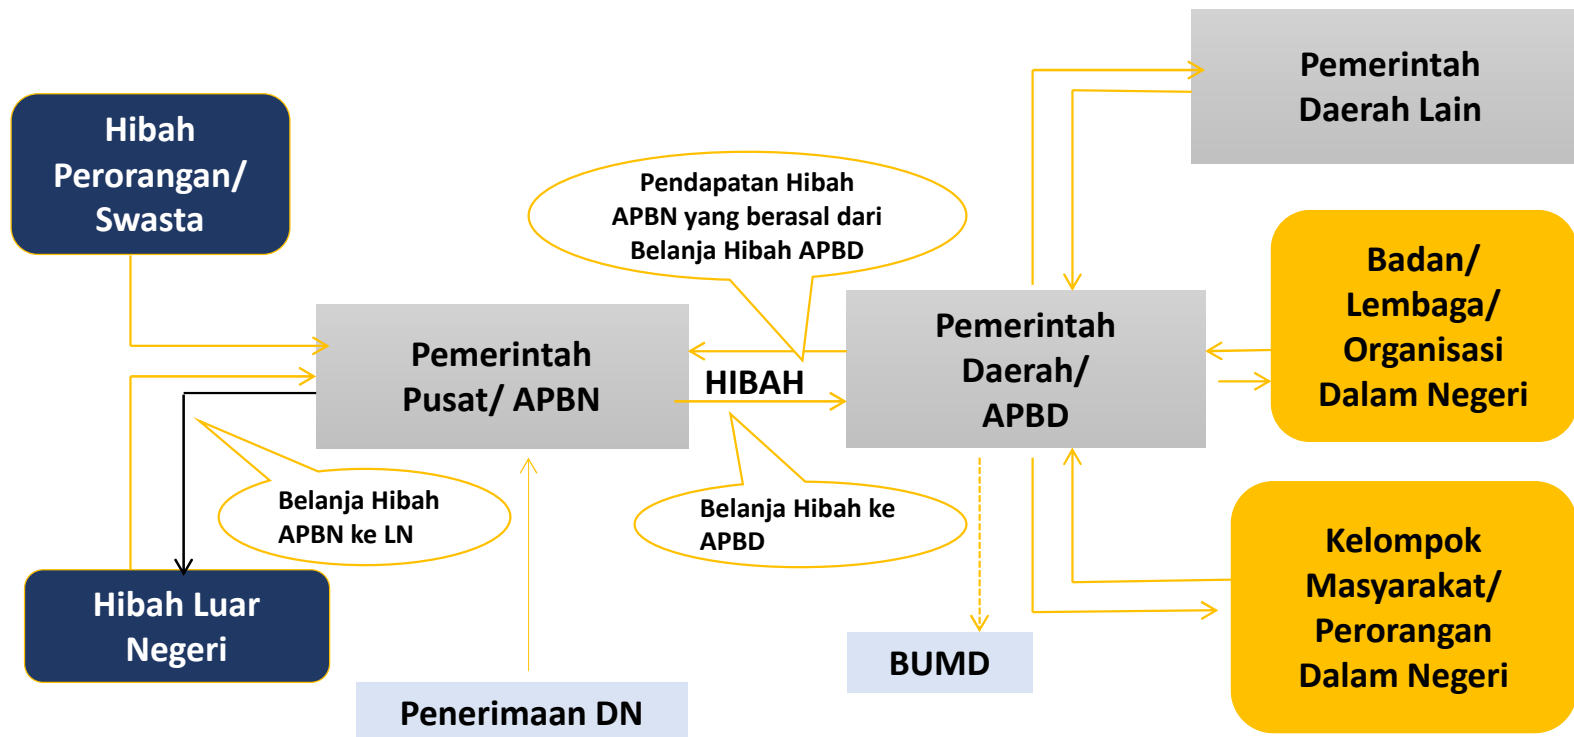 Hibah
Perorangan/
Swasta
Pendapatan Hibah
APBN yang berasal dari
Belanja Hibah APBD
Pemerintah
Daerah Lain
Badan/
Lembaga/
Organisasi
Dalam Negeri
Pemerintah
Pusat/ APBN
HIBAH
Pemerintah
Daerah/
APBD
Belanja Hibah
APBN ke LN
Belanja Hibah ke
APBD
Kelompok
Masyarakat/
Perorangan
Dalam Negeri
Hibah Luar
Negeri
BUMD
Penerimaan DN